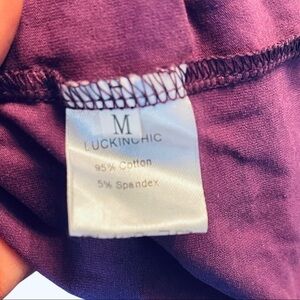 M
LUCKINCHIC
95% Cotton
5% Spandex